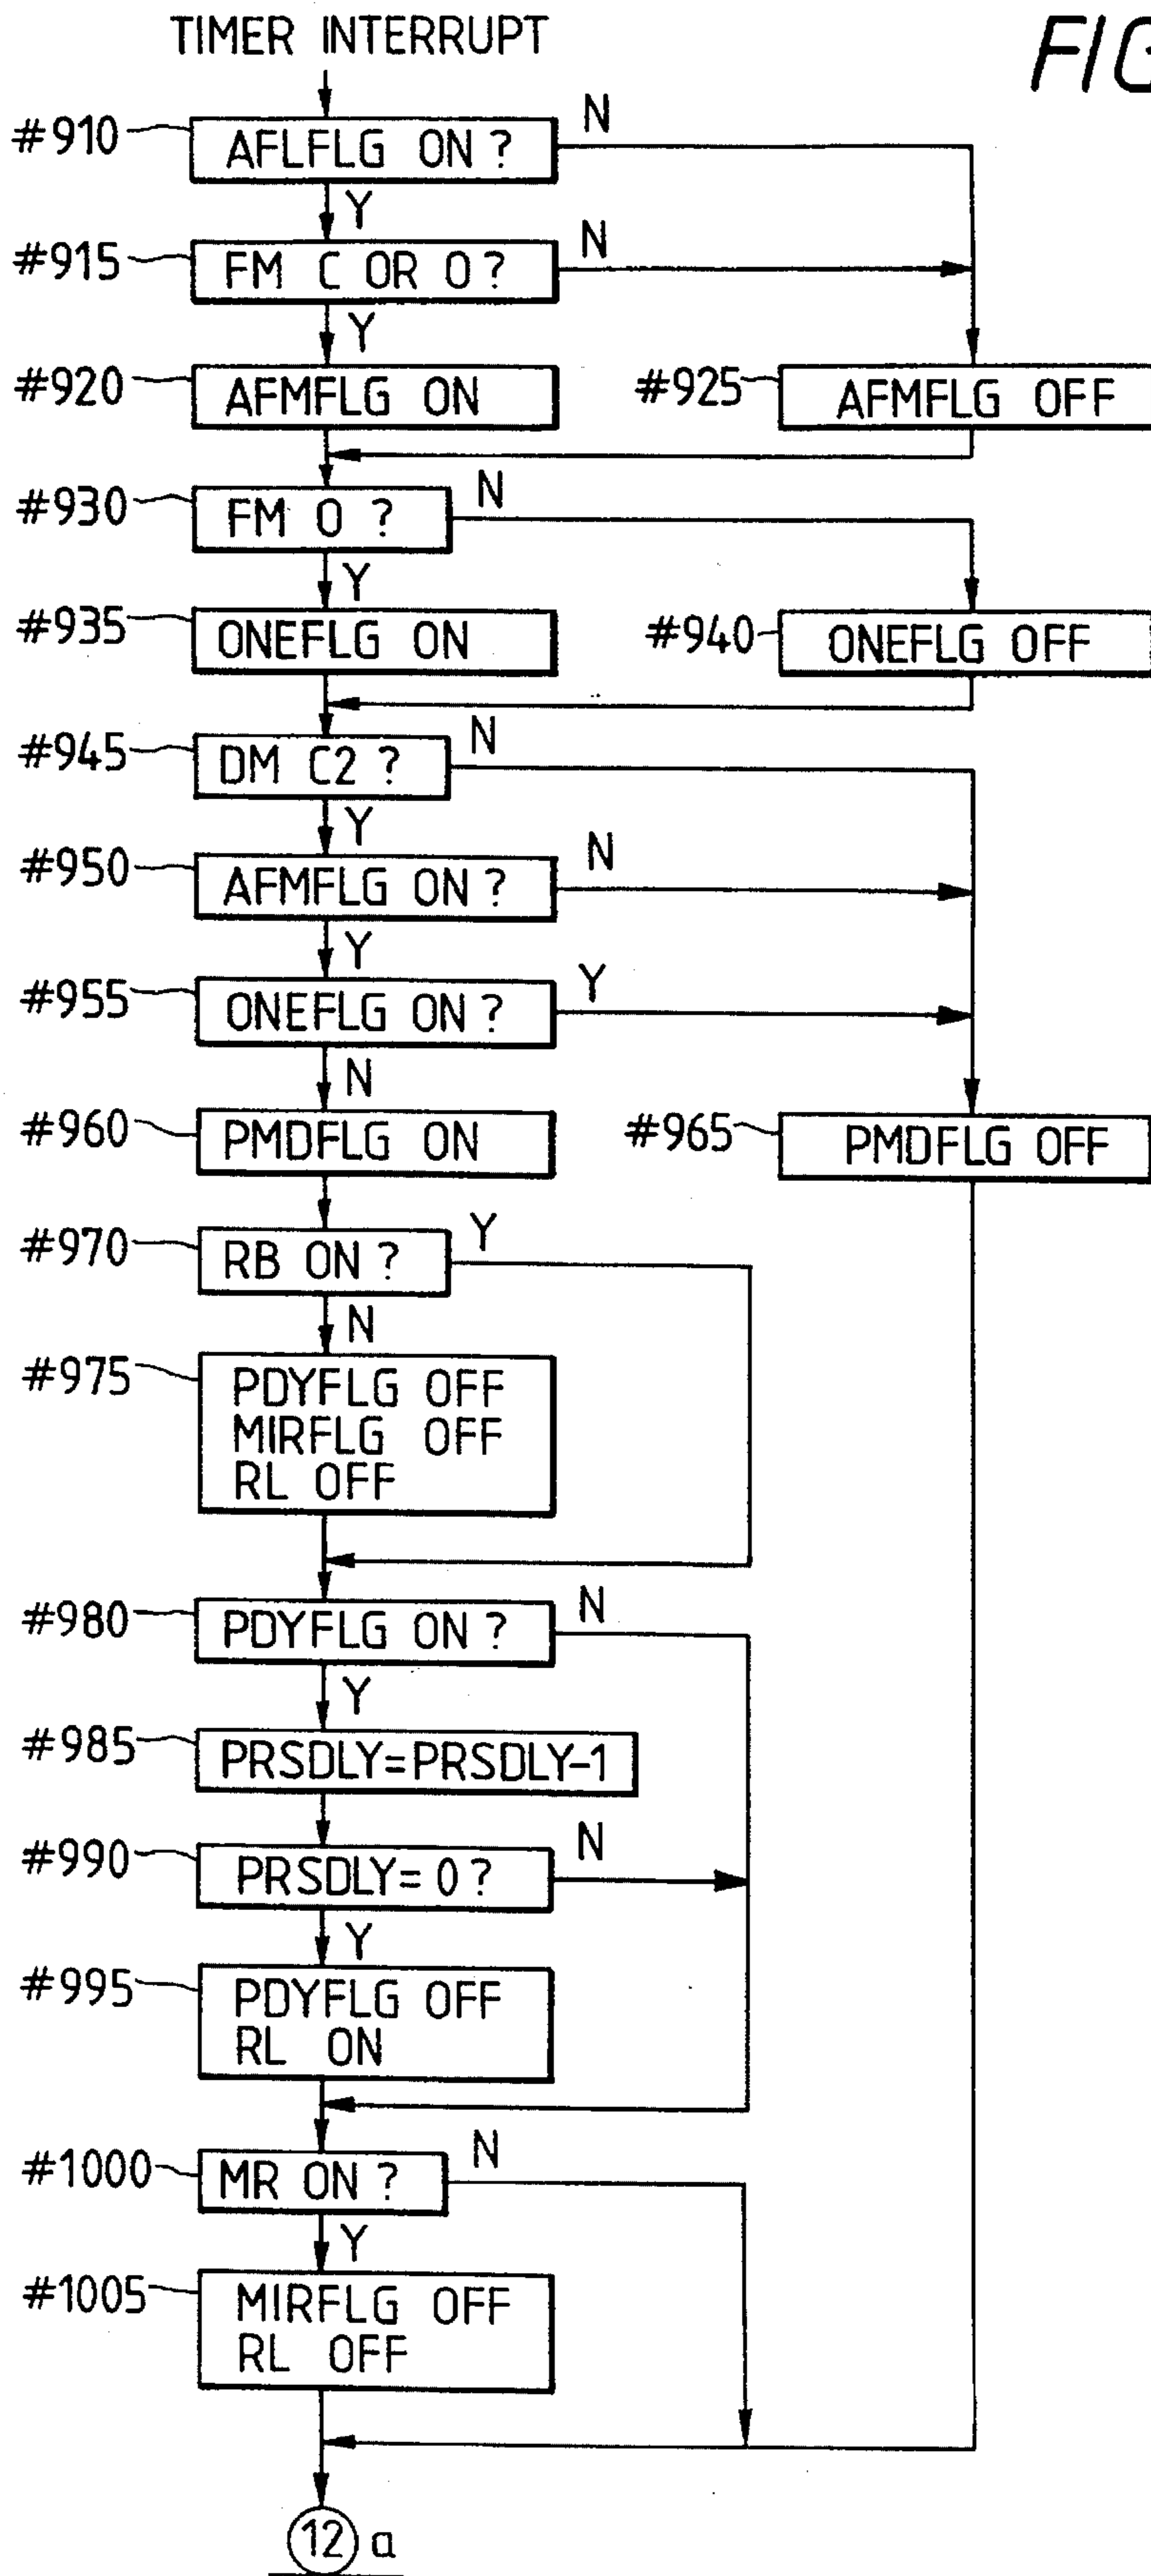 TIMER INTERRUPT
FIG
#910 AFLFLG ON ? N
Y
#915 FM C OR O ? N
Y
#920 AFMFLG ON #925 AFMFLG OFF
#930 FM O ? N
Y
#935 ONEFLG ON #940 ONEFLG OFF
#945 DM C2 ? N
Y
#950 AFMFLG ON ? N
Y
#955 ONEFLG ON ? Y
N
#960 PMDFLG ON #965 PMDFLG OFF
#970 RB ON ? Y
N
#975 PDYFLG OFF
MIRFLG OFF
RL OFF
#980 PDYFLG ON ? N
Y
#985 PRSDLY=PRSDLY-1
#990 PRSDLY=0 ? N
Y
#995 PDYFLG OFF
RL ON
#1000 MR ON ? N
Y
#1005 MIRFLG OFF
RL OFF
12 a